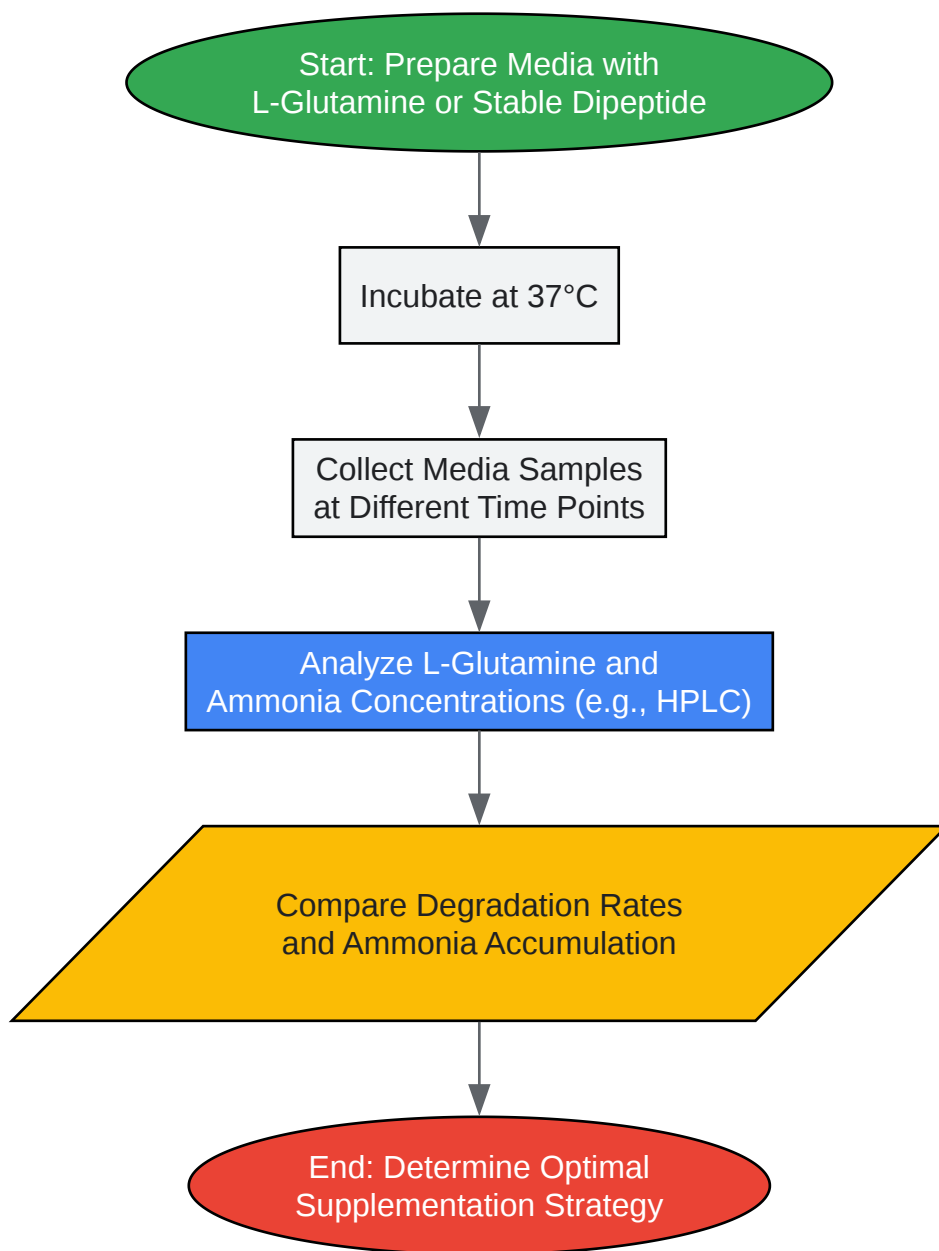 Start: Prepare Media with
L-Glutamine or Stable Dipeptide
Incubate at 37°C
Collect Media Samples
at Different Time Points
Analyze L-Glutamine and
Ammonia Concentrations (e.g., HPLC)
Compare Degradation Rates
and Ammonia Accumulation
End: Determine Optimal
Supplementation Strategy